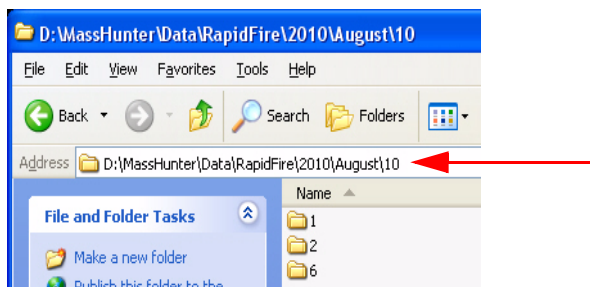 D:\MassHunter\Data\RapidFire\2010\August\10
File Edit View Favorites Tools Help
Back Search Folders
Address D:\MassHunter\Data\RapidFire\2010\August\10
Name
File and Folder Tasks
1
Make a new folder
2
Publish this folder to the
6